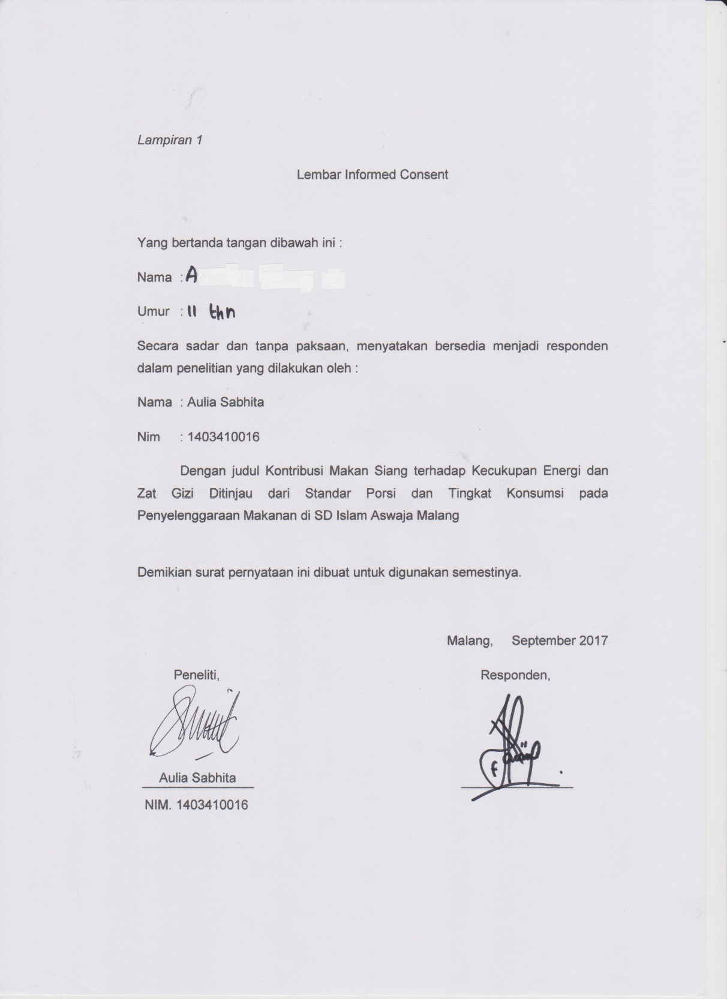 Lampiran 1
Lembar Informed Consent
Yang bertanda tangan dibawah ini :
Nama : A
Umur : 11 thn
Secara sadar dan tanpa paksaan, menyatakan bersedia menjadi responden
dalam penelitian yang dilakukan oleh :
Nama : Aulia Sabhita
Nim : 1403410016
Dengan judul Kontribusi Makan Siang terhadap Kecukupan Energi dan
Zat Gizi Ditinjau dari Standar Porsi dan Tingkat Konsumsi pada
Penyelenggaraan Makanan di SD Islam Aswaja Malang
Demikian surat pernyataan ini dibuat untuk digunakan semestinya.
Malang, September 2017
Peneliti, Responden,
Aulia Sabhita
NIM. 1403410016